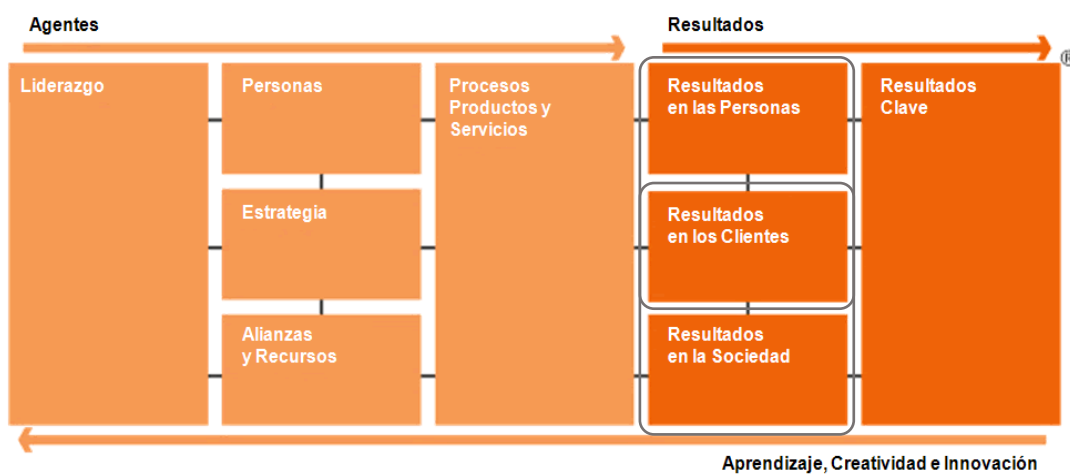 Agentes
Resultados
®
Liderazgo
Personas
Procesos
Productos y
Servicios
Resultados
en las Personas
Resultados
Clave
Estrategia
Resultados
en los Clientes
Alianzas
y Recursos
Resultados
en la Sociedad
Aprendizaje, Creatividad e Innovación